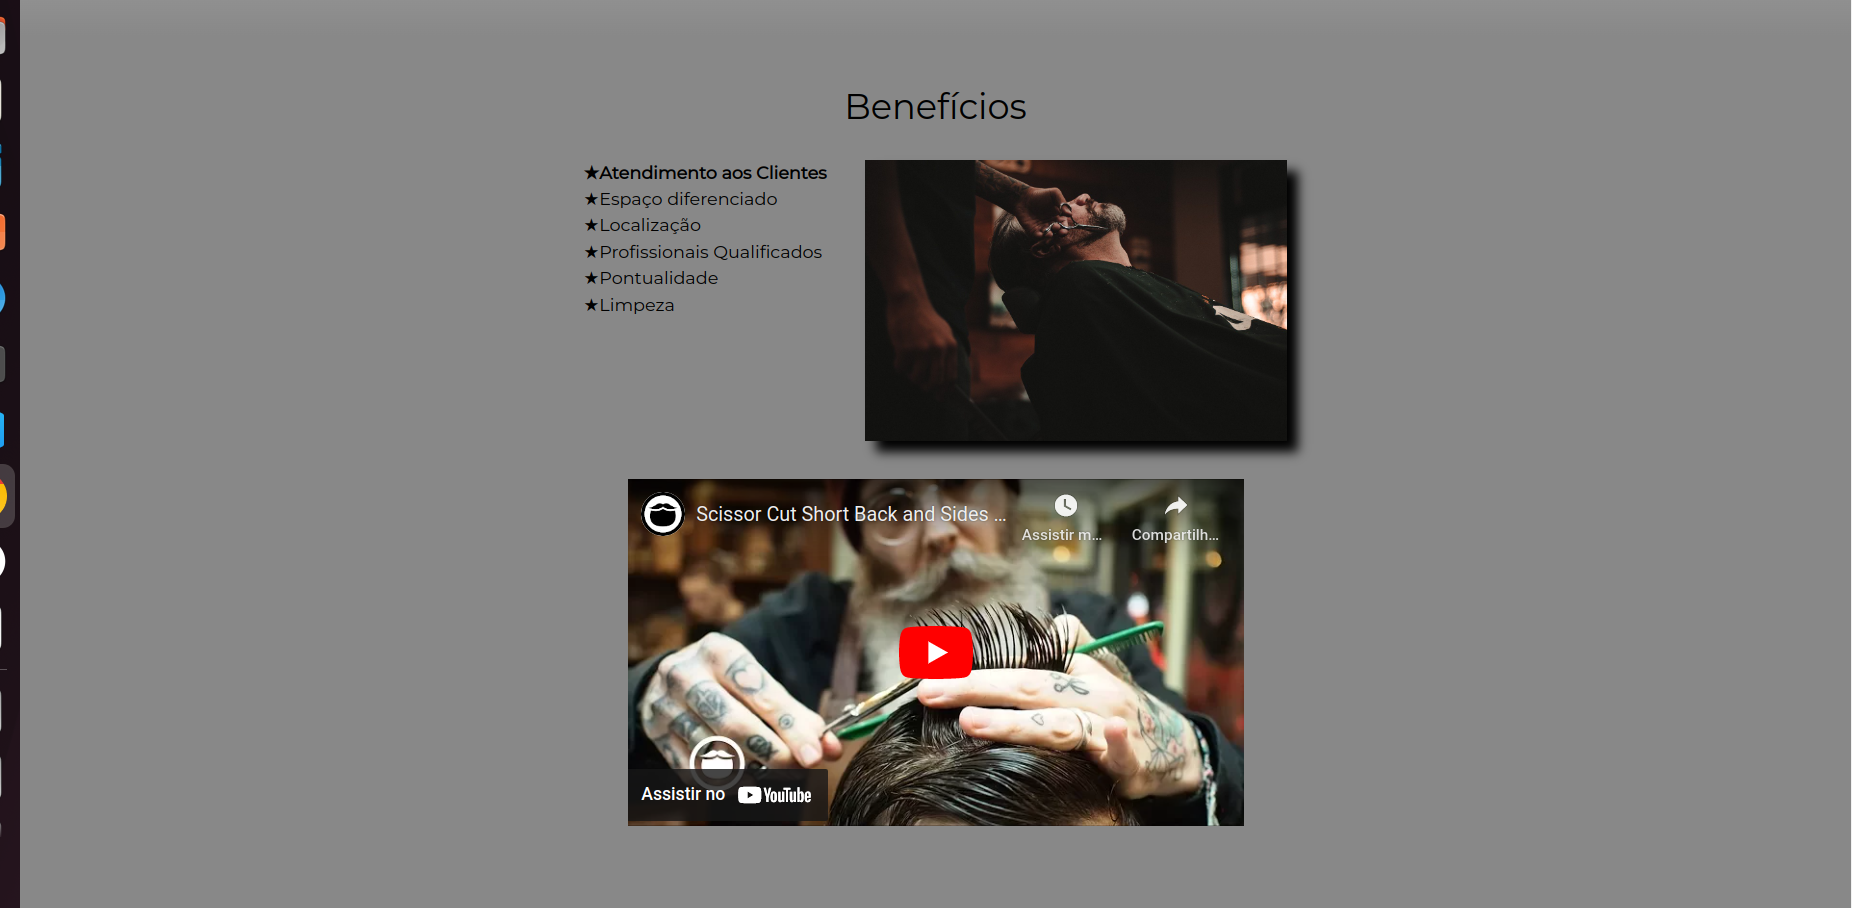 Benefícios
★Atendimento aos Clientes
★Espaço diferenciado
★Localização
★Profissionais Qualificados
★Pontualidade
★Limpeza
Scissor Cut Short Back and Sides ...
Assistir m...
Compartilh...
Assistir no YouTube